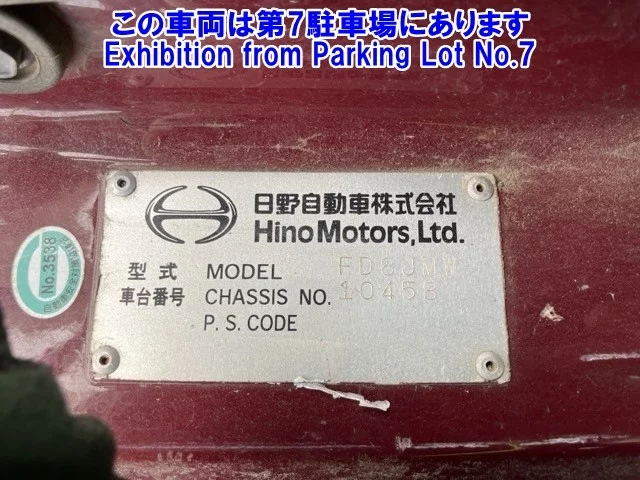 この車両は第7駐車場にあります
Exhibition from Parking Lot No.7
日野自動車株式会社
Hino Motors, Ltd.
型式 MODEL FD8JMW
車台番号 CHASSIS NO. 10458
P. S. CODE
No.3538